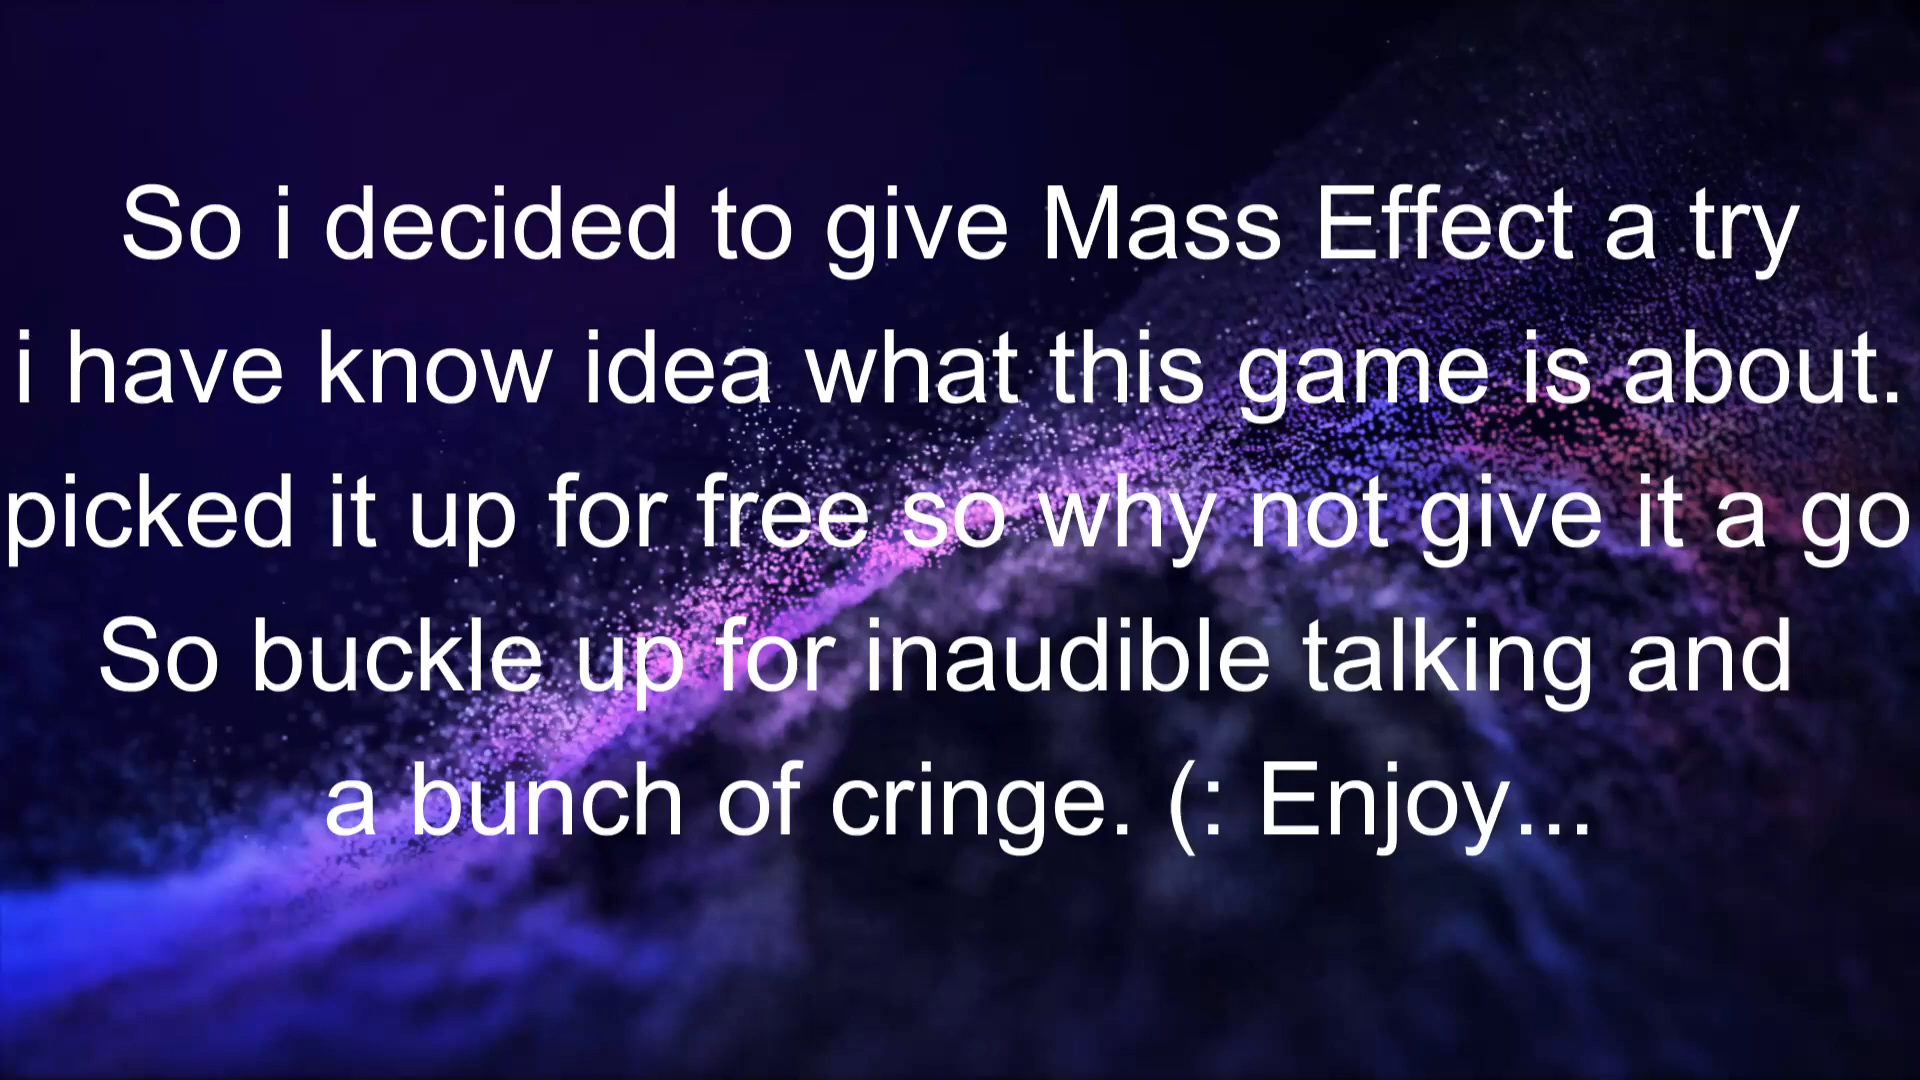 So i decided to give Mass Effect a try
i have know idea what this game is about.
picked it up for free so why not give it a go
So buckle up for inaudible talking and
a bunch of cringe. (: Enjoy...